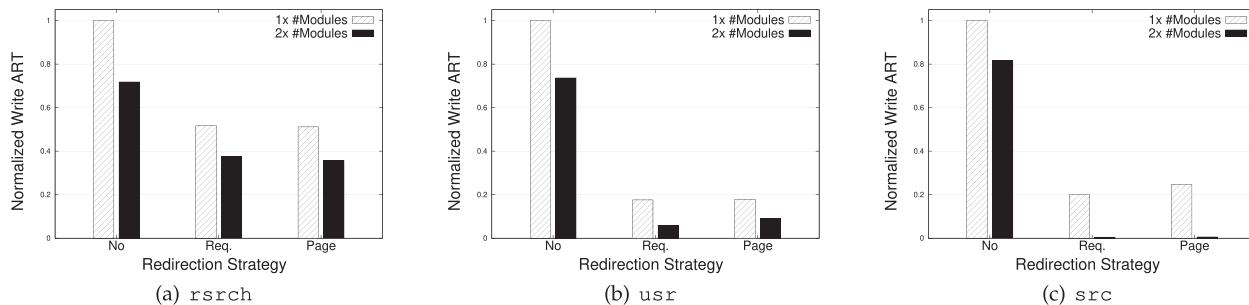 Normalized Write ART
1
0.8
0.6
0.4
0.2
0
1x #Modules
2x #Modules
No
Req.
Page
Redirection Strategy
(a) rsrch
Normalized Write ART
1
0.8
0.6
0.4
0.2
0
1x #Modules
2x #Modules
No
Req.
Page
Redirection Strategy
(b) usr
Normalized Write ART
1
0.8
0.6
0.4
0.2
0
1x #Modules
2x #Modules
No
Req.
Page
Redirection Strategy
(c) src